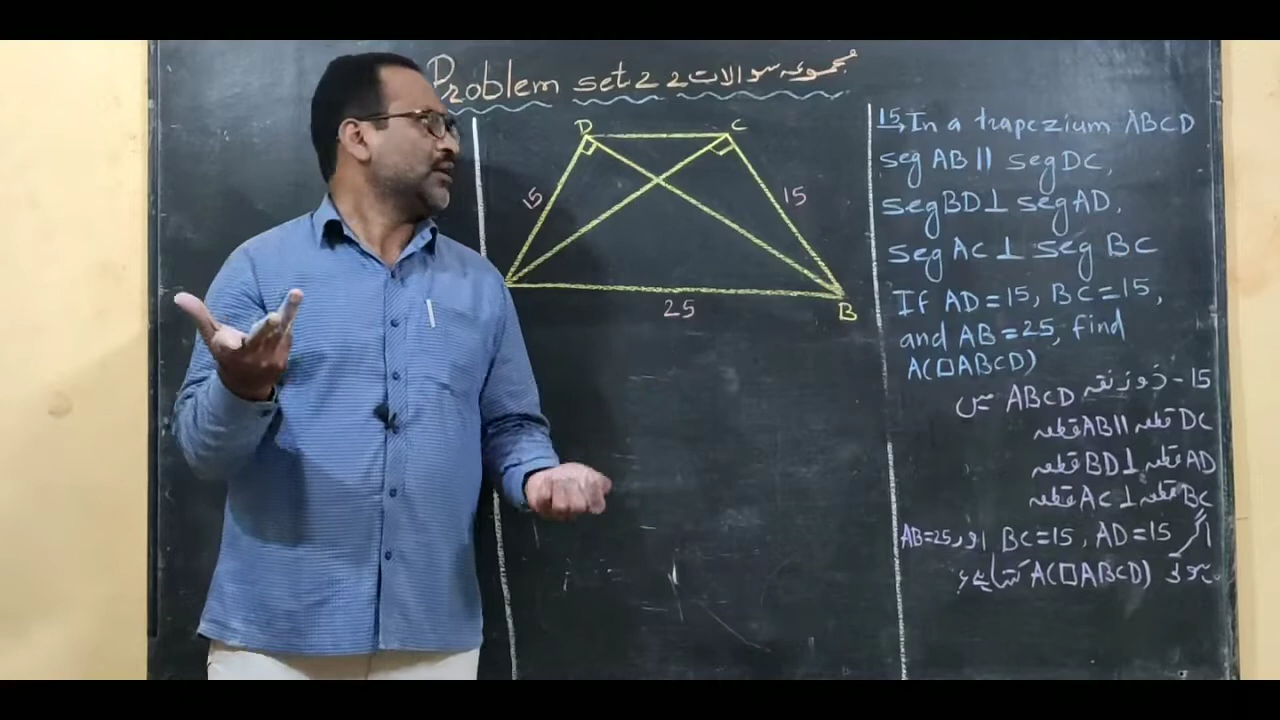 Problem set 2 مجموعہ سوالات 2
D
C
15
15
25
B
15, In a trapezium ABCD
seg AB || seg DC,
seg BD ⊥ seg AD,
seg AC ⊥ seg BC
If AD = 15, BC = 15,
and AB = 25, find
A(□ABCD)
15 - ذوزنقہ ABCD میں
قطعہ AB || قطعہ DC
قطعہ BD ⊥ قطعہ AD
قطعہ AC ⊥ قطعہ BC
اگر AD = 15, BC = 15 اور AB = 25
A(□ABCD)